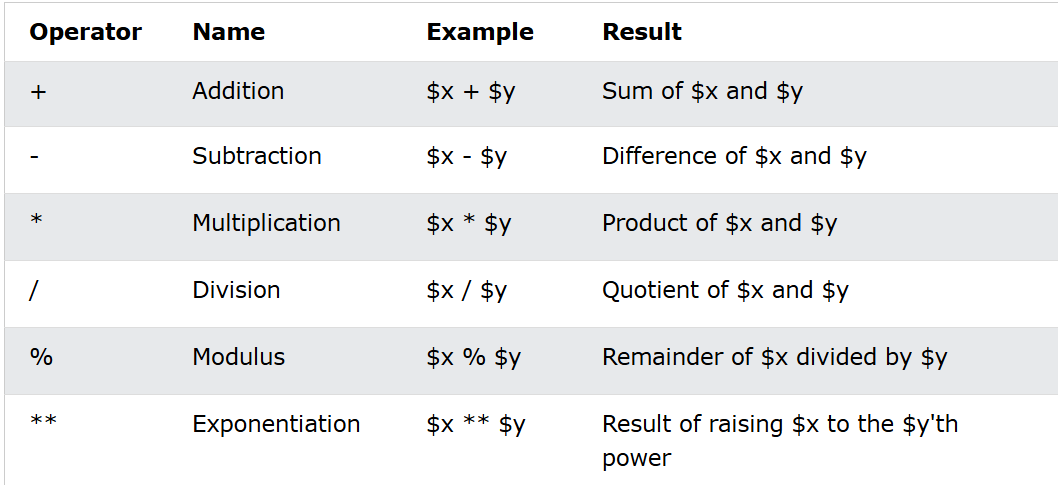 Operator Name Example Result
+ Addition $x + $y Sum of $x and $y
- Subtraction $x - $y Difference of $x and $y
* Multiplication $x * $y Product of $x and $y
/ Division $x / $y Quotient of $x and $y
% Modulus $x % $y Remainder of $x divided by $y
** Exponentiation $x ** $y Result of raising $x to the $y'th
power